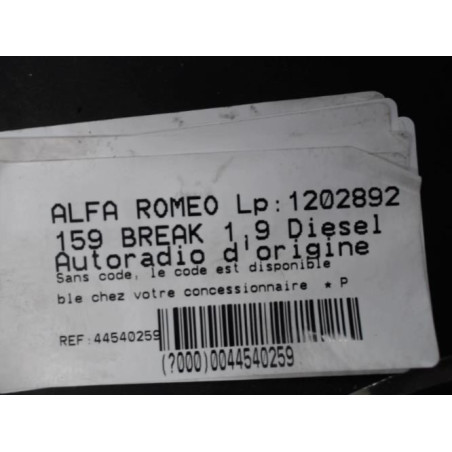 ALFA ROMEO Lp:1202892
159 BREAK 1,9 Diesel
Autoradio d'origine
Sans code, le code est disponible
ble chez votre concessionnaire * P
REF:44540259
(?000)0044540259